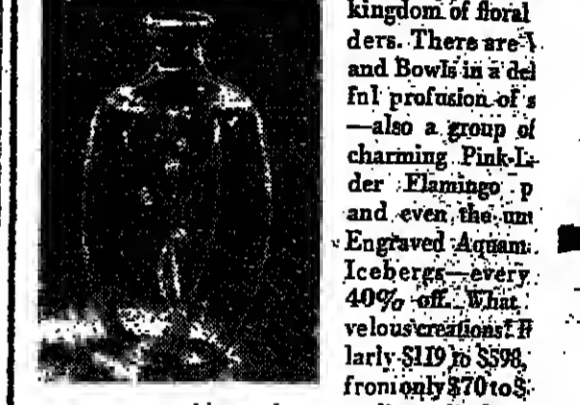 kingdom of floral
ders. There are
and Bowls in a del
ful profusion of s
—also a group of
charming Pink-La
der Flamingo p
and even the
Engraved Aquam
Icebergs—every
40% off. What
velous creations!
larly $119 to $598,
from only $70 to $